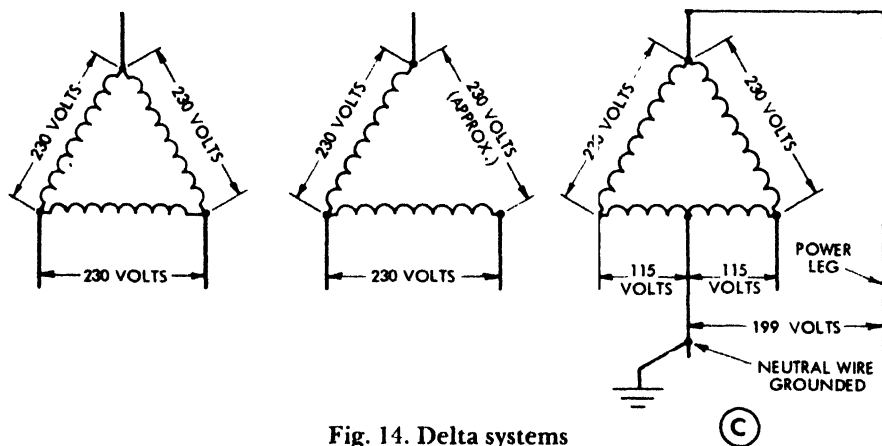 230 VOLTS
230 VOLTS
230 VOLTS
230 VOLTS
230 VOLTS
(APPROX.)
230 VOLTS
VOLTS
230 VOLTS
115
VOLTS
115
VOLTS
POWER
LEG
199 VOLTS
NEUTRAL WIRE
GROUNDED
Fig. 14. Delta systems
C